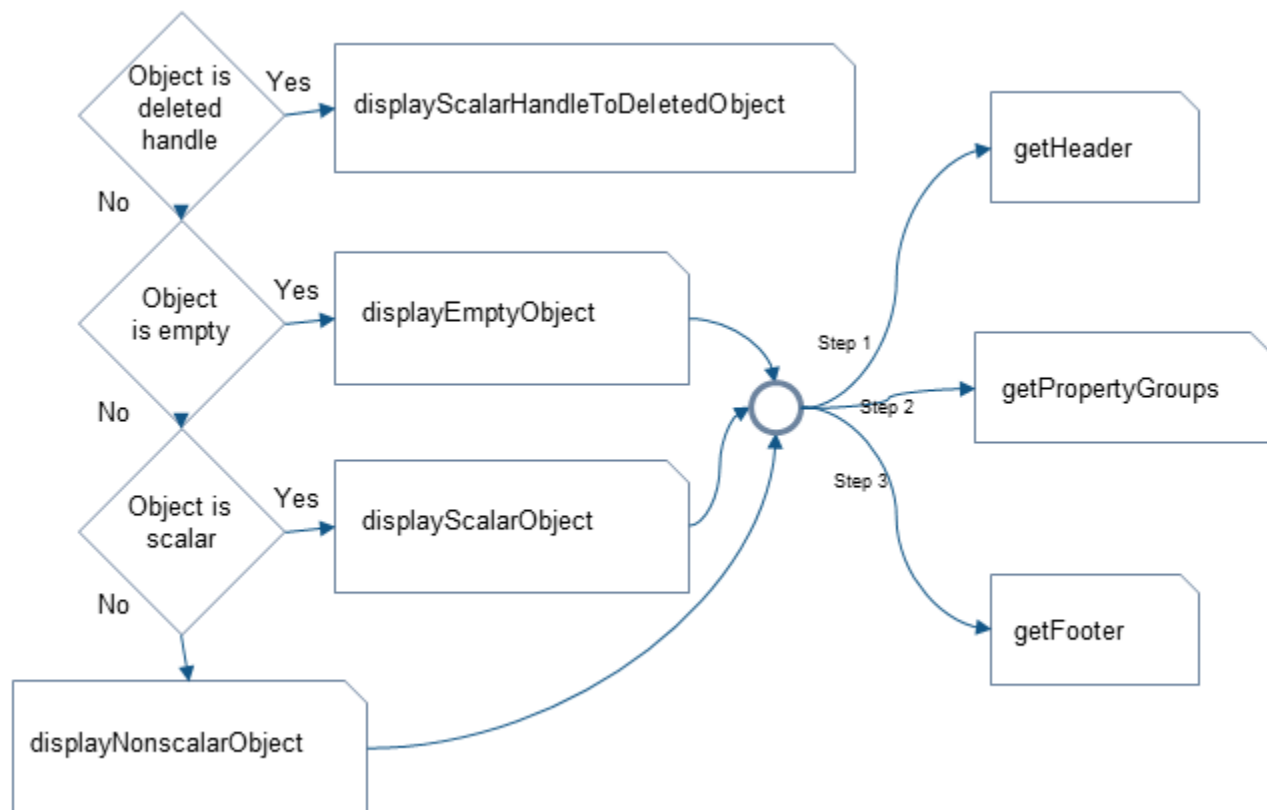 Object is
deleted
handle
Yes
displayScalarHandleToDeletedObject
getHeader
No
Object
is empty
Yes
displayEmptyObject
Step 1
getPropertyGroups
Step 2
No
Object is
scalar
Yes
displayScalarObject
Step 3
No
getFooter
displayNonscalarObject